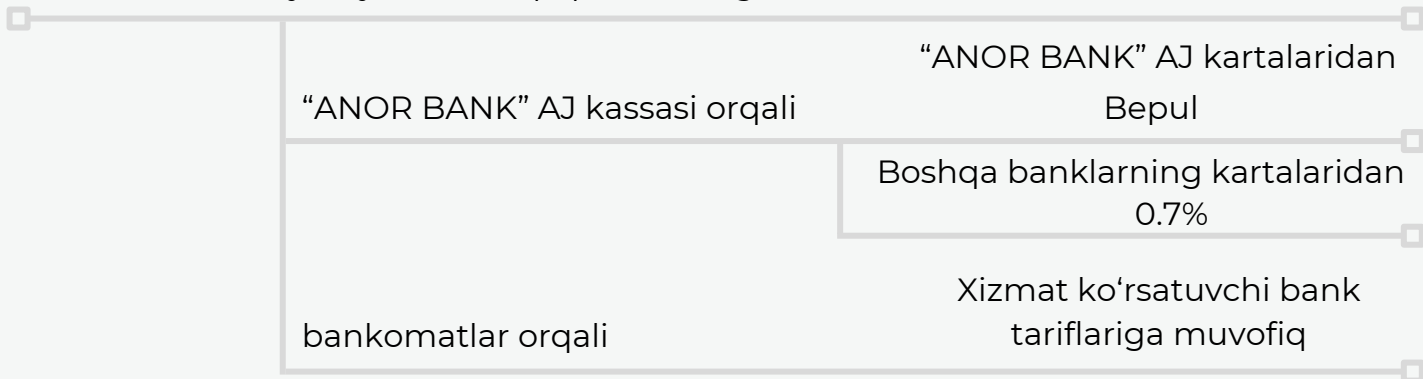 “ANOR BANK” AJ kartalaridan
“ANOR BANK” AJ kassasi orqali
Bepul
Boshqa banklarning kartalaridan
0.7%
Xizmat ko‘rsatuvchi bank
bankomatlar orqali
tariflariga muvofiq